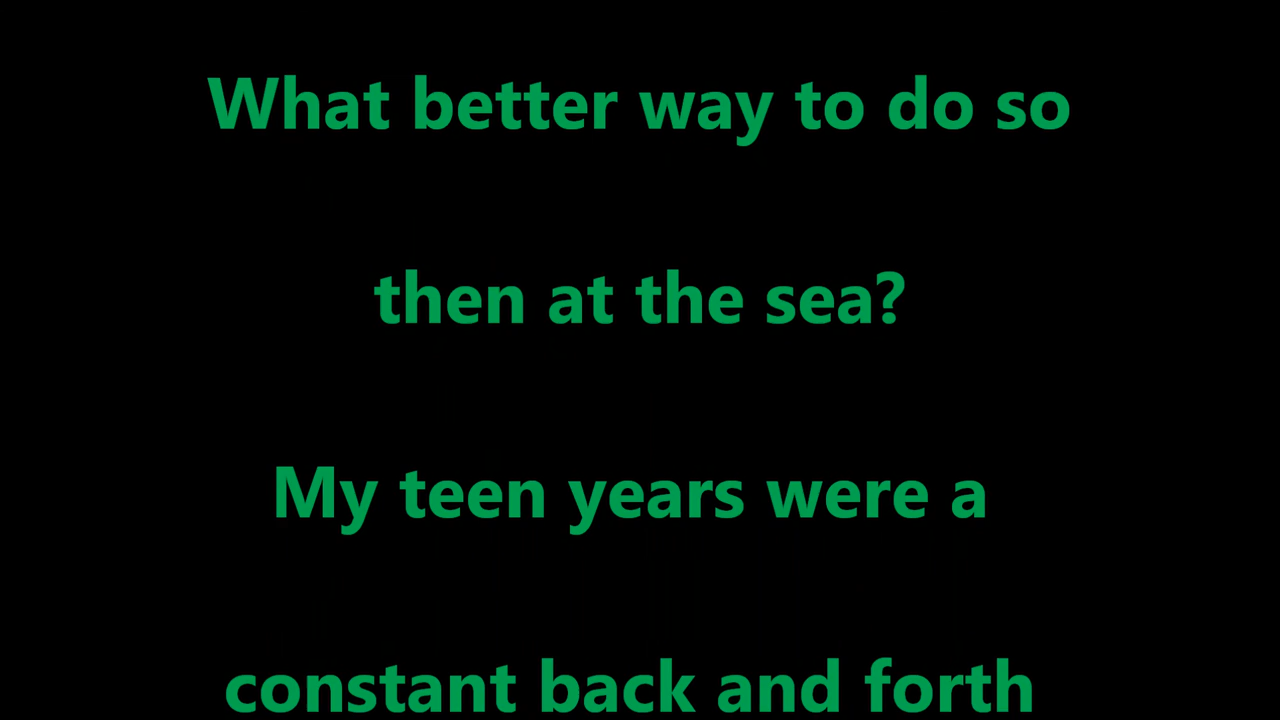 What better way to do so
then at the sea?
My teen years were a
constant back and forth